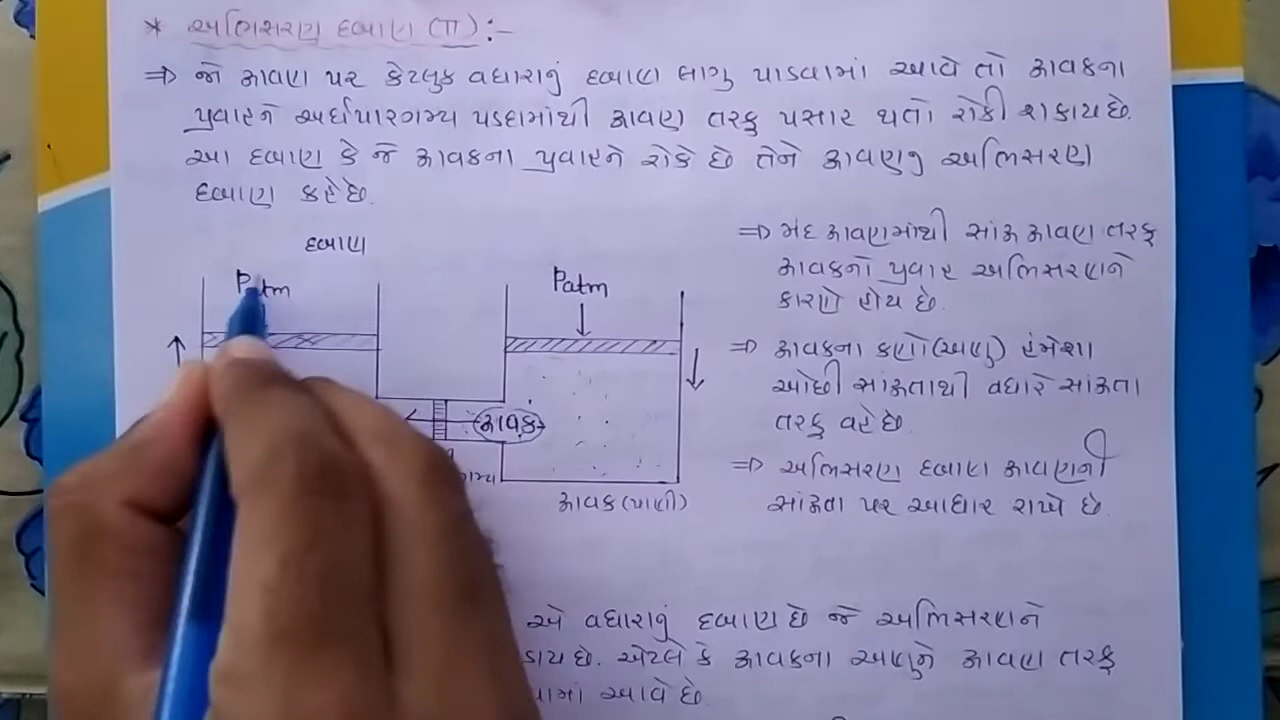 * અભિસરણ દબાણ (π) :-
⇒ જો દ્રાવણ પર કેટલુક વધારાનું દબાણ લાગુ પાડવામાં આવે તો દ્રાવકના
પ્રવાહને અર્ધપારગમ્ય પડદામાંથી દ્રાવણ તરફ પસાર થતો રોકી શકાય છે.
આ દબાણ કે જે દ્રાવકના પ્રવાહને રોકે છે તેને દ્રાવણનુ અભિસરણ
દબાણ કહે છે.
દબાણ
Patm
Patm
દ્રાવક
ગમ્ય
દ્રાવક (પાણી)
⇒ મંદ દ્રાવણમાંથી સાંદ્ર દ્રાવણ તરફ
દ્રાવકનો પ્રવાહ અભિસરણને
કારણે હોય છે.
⇒ દ્રાવકના કણો (અણુ) હંમેશા
ઓછી સાંદ્રતાથી વધારે સાંદ્રતા
તરફ વહે છે.
⇒ અભિસરણ દબાણ દ્રાવણની
સાંદ્રતા પર આધાર રાખે છે.
એ વધારાનું દબાણ છે જે અભિસરણને
છે. એટલે કે દ્રાવકના અણુને દ્રાવણ તરફ
આવે છે.